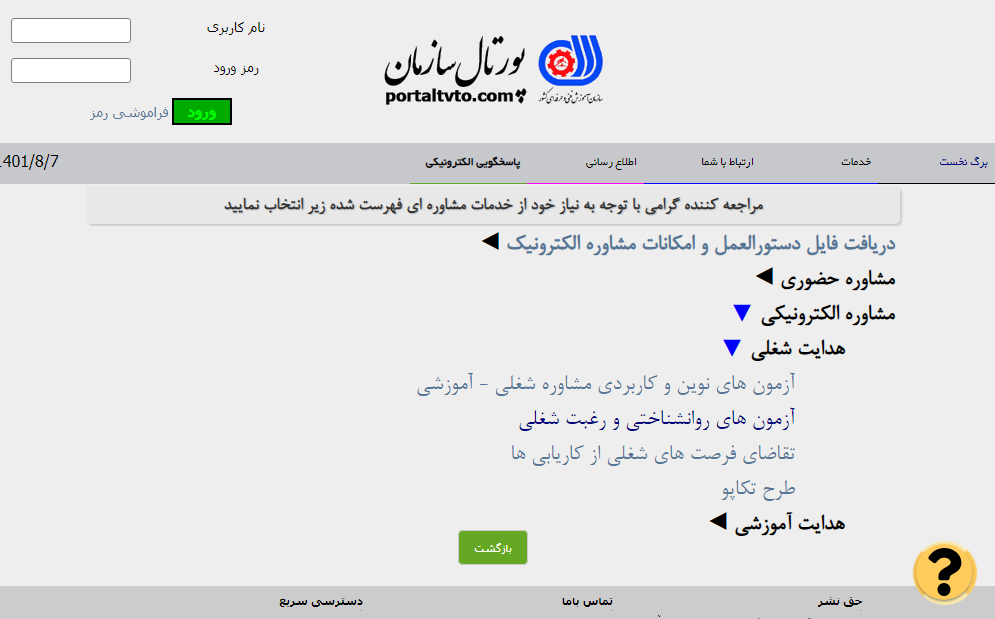 نام کاربری
رمز ورود
ورود
فراموشی رمز
پورتال سازمان
portaltvto.com
سازمان آموزش فنی و حرفه ای کشور
برگ نخست
خدمات
ارتباط با شما
اطلاع رسانی
پاسخگویی الکترونیکی
1401/8/7
مراجعه کننده گرامی با توجه به نیاز خود از خدمات مشاوره ای فهرست شده زیر انتخاب نمایید
دریافت فایل دستورالعمل و امکانات مشاوره الکترونیک ◀
مشاوره حضوری ◀
مشاوره الکترونیکی ▼
هدایت شغلی ▼
آزمون های نوین و کاربردی مشاوره شغلی - آموزشی
آزمون های روانشناختی و رغبت شغلی
تقاضای فرصت های شغلی از کاریابی ها
طرح تکاپو
هدایت آموزشی ◀
بازگشت
?
حق نشر
تماس باما
دسترسی سریع